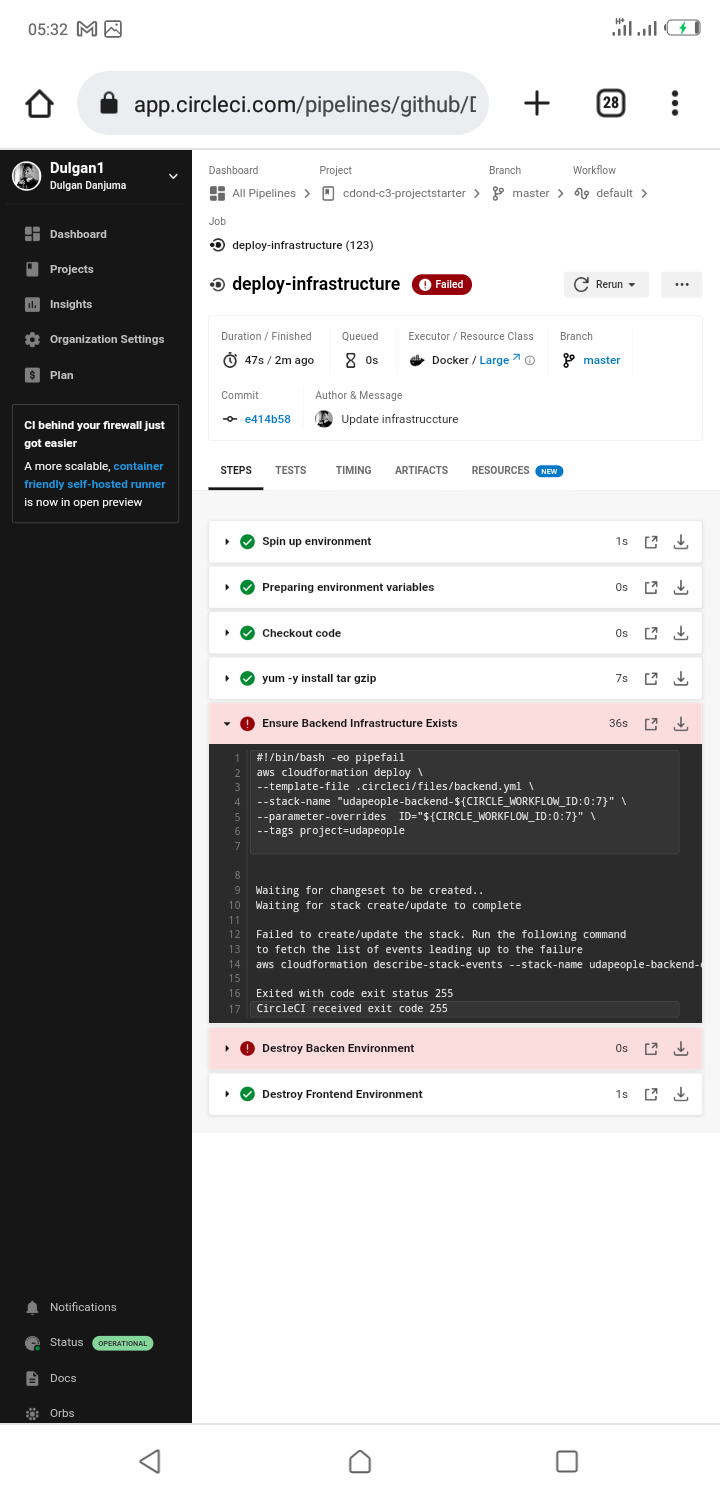 05:32
app.circleci.com/pipelines/github/
28
Dulgan1
Dulgan Danjuma
Dashboard
Projects
Insights
Organization Settings
Plan
CI behind your firewall just
got easier
A more scalable, container
friendly self-hosted runner
is now in open preview
Notifications
Status OPERATIONAL
Docs
Orbs
Dashboard Project Branch Workflow
All Pipelines cdond-c3-projectstarter master default
Job
deploy-infrastructure (123)
deploy-infrastructure Failed Rerun
Duration / Finished Queued Executor / Resource Class Branch
47s / 2m ago 0s Docker / Large master
Commit Author & Message
e414b58 Update infrastruccture
STEPS TESTS TIMING ARTIFACTS RESOURCES NEW
Spin up environment 1s
Preparing environment variables 0s
Checkout code 0s
yum -y install tar gzip 7s
Ensure Backend Infrastructure Exists 36s
1 #!/bin/bash -eo pipefail
2 aws cloudformation deploy \
3 --template-file .circleci/files/backend.yml \
4 --stack-name "udapeople-backend-${CIRCLE_WORKFLOW_ID:0:7}" \
5 --parameter-overrides  ID="${CIRCLE_WORKFLOW_ID:0:7}" \
6 --tags project=udapeople
7
8
9 Waiting for changeset to be created..
10 Waiting for stack create/update to complete
11
12 Failed to create/update the stack. Run the following command
13 to fetch the list of events leading up to the failure
14 aws cloudformation describe-stack-events --stack-name udapeople-backend-
15
16 Exited with code exit status 255
17 CircleCI received exit code 255
Destroy Backen Environment 0s
Destroy Frontend Environment 1s